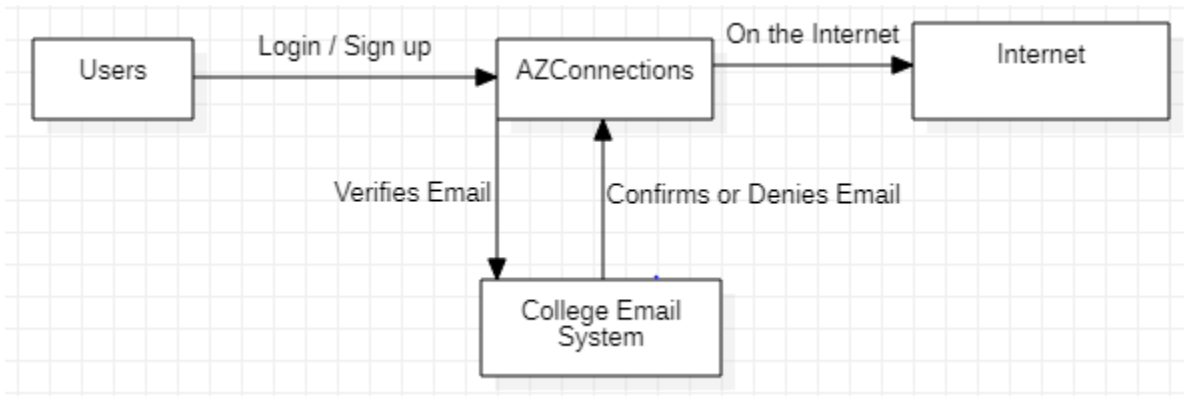 Login / Sign up
On the Internet
Users
AZConnections
Internet
Verifies Email
Confirms or Denies Email
College Email
System